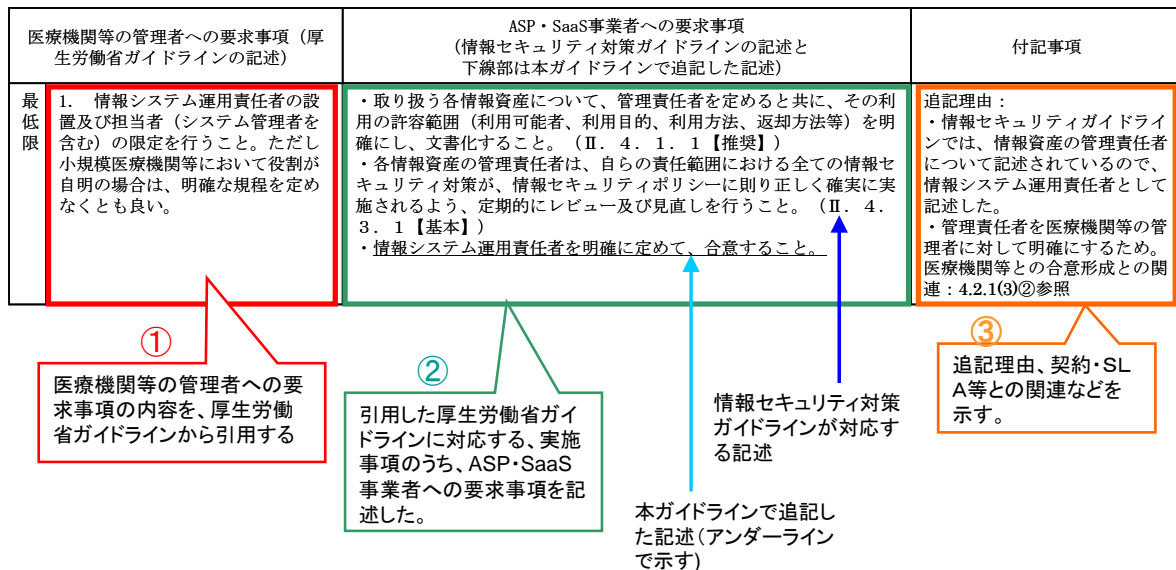 医療機関等の管理者への要求事項（厚
生労働省ガイドラインの記述）
ASP・SaaS事業者への要求事項
（情報セキュリティ対策ガイドラインの記述と
下線部は本ガイドラインで追記した記述）
付記事項
最
低
限
1.　情報システム運用責任者の設
置及び担当者（システム管理者を
含む）の限定を行うこと。ただし
小規模医療機関等において役割が
自明の場合は、明確な規程を定め
なくとも良い。
・取り扱う各情報資産について、管理責任者を定めると共に、その利
用の許容範囲（利用可能者、利用目的、利用方法、返却方法等）を明
確にし、文書化すること。（Ⅱ．４．１．１【推奨】）
・各情報資産の管理責任者は、自らの責任範囲における全ての情報セ
キュリティ対策が、情報セキュリティポリシーに則り正しく確実に実
施されるよう、定期的にレビュー及び見直しを行うこと。（Ⅱ．４．
３．１【基本】）
・情報システム運用責任者を明確に定めて、合意すること。
追記理由：
・情報セキュリティガイドライ
ンでは、情報資産の管理責任者
について記述されているので、
情報システム運用責任者として
記述した。
・管理責任者を医療機関等の管
理者に対して明確にするため。
医療機関等との合意形成との関
連：4.2.1(3)②参照
①
医療機関等の管理者への要
求事項の内容を、厚生労働
省ガイドラインから引用する
②
引用した厚生労働省ガイ
ドラインに対応する、実施
事項のうち、ASP・SaaS
事業者への要求事項を記
述した。
本ガイドラインで追記し
た記述（アンダーライン
で示す)
情報セキュリティ対策
ガイドラインが対応す
る記述
③
追記理由、契約・SL
A等との関連などを
示す。